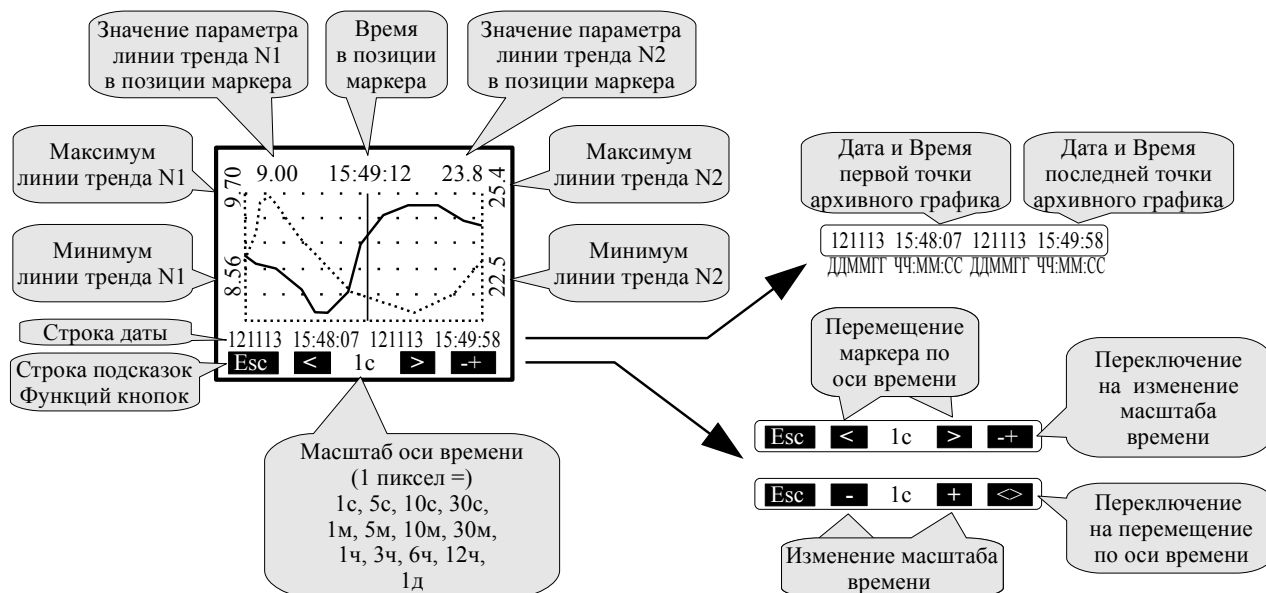 Значение параметра
линии тренда N1
в позиции маркера
Время
в позиции
маркера
Значение параметра
линии тренда N2
в позиции маркера
Максимум
линии тренда N1
Минимум
линии тренда N1
Строка даты
Строка подсказок
Функций кнопок
9.70
8.56
9.00 15:49:12 23.8
25.4
22.5
121113 15:48:07 121113 15:49:58
Esc < 1с > -+
Максимум
линии тренда N2
Минимум
линии тренда N2
Масштаб оси времени
(1 пиксел =)
1с, 5с, 10с, 30с,
1м, 5м, 10м, 30м,
1ч, 3ч, 6ч, 12ч,
1д
Дата и Время
первой точки
архивного графика
Дата и Время
последней точки
архивного графика
121113 15:48:07 121113 15:49:58
ДДММГГ ЧЧ:ММ:СС ДДММГГ ЧЧ:ММ:СС
Перемещение
маркера по
оси времени
Переключение
на изменение
масштаба
времени
Esc < 1с > -+
Esc - 1с + <>
Изменение масштаба
времени
Переключение
на перемещение
по оси времени